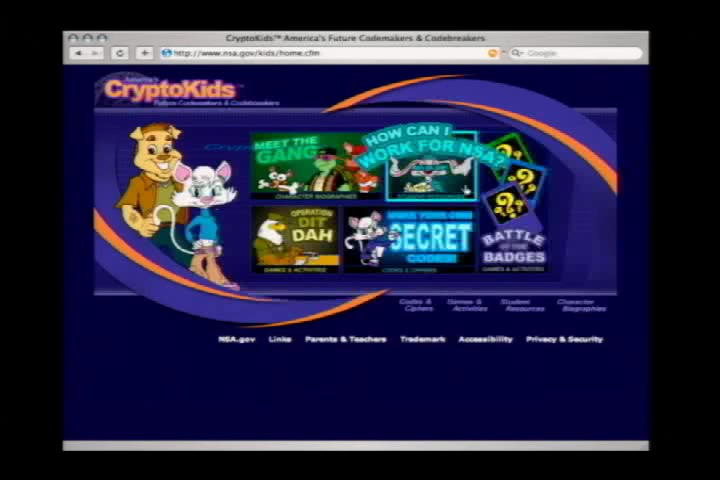 CryptoKids™ America's Future Codemakers & Codebreakers
http://www.nsa.gov/kids/home.cfm
Google
America's
CryptoKids™
Future Codemakers & Codebreakers
MEET THE
GANG
CHARACTER BIOGRAPHIES
HOW CAN I
WORK FOR NSA?
OPERATION
DIT
DAH
GAMES & ACTIVITIES
MAKE YOUR OWN
SECRET
CODES!
CODES & CIPHERS
BATTLE
OF THE
BADGES
GAMES & ACTIVITIES
Codes & Ciphers
Games & Activities
Student Resources
Character Biographies
NSA.gov Links Parents & Teachers Trademark Accessibility Privacy & Security